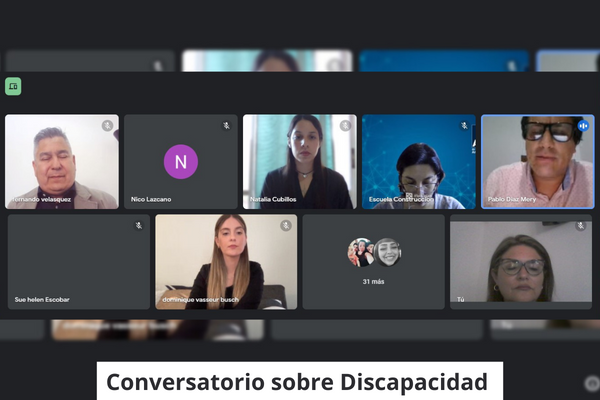 fernando velasquez
N
Nico Lazcano
Natalia Cubillos
Escuela Construcción
Pablo Díaz Mery
Sue helen Escobar
dominique vasseur busch
31 más
Tú
Conversatorio sobre Discapacidad